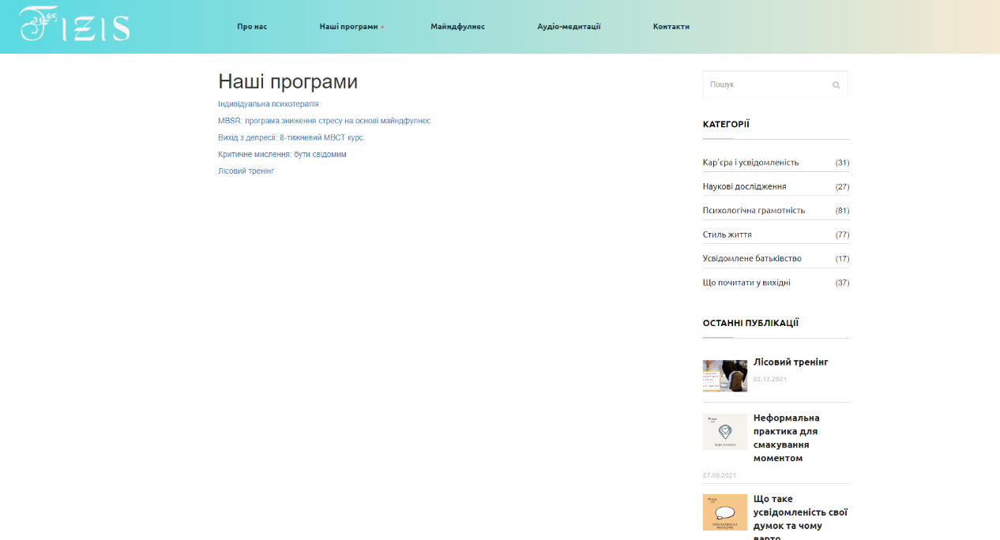 Fizis
Про нас
Наші програми
Майндфулнес
Аудіо-медитації
Контакти
Наші програми
Індивідуальна психотерапія
MBSR: програма зниження стресу на основі майндфулнес
Вихід з депресії: 8-тижневий МВСТ курс
Критичне мислення: бути свідомим
Лісовий тренінг
Пошук
КАТЕГОРІЇ
Кар'єра і усвідомленість (31)
Наукові дослідження (27)
Психологічна грамотність (81)
Стиль життя (77)
Усвідомлене батьківство (17)
Що почитати у вихідні (37)
ОСТАННІ ПУБЛІКАЦІЇ
Лісовий тренінг
02.12.2021
Неформальна
практика для
смакування
моментом
27.09.2021
Що таке
усвідомленість свої
думок та чому
варто